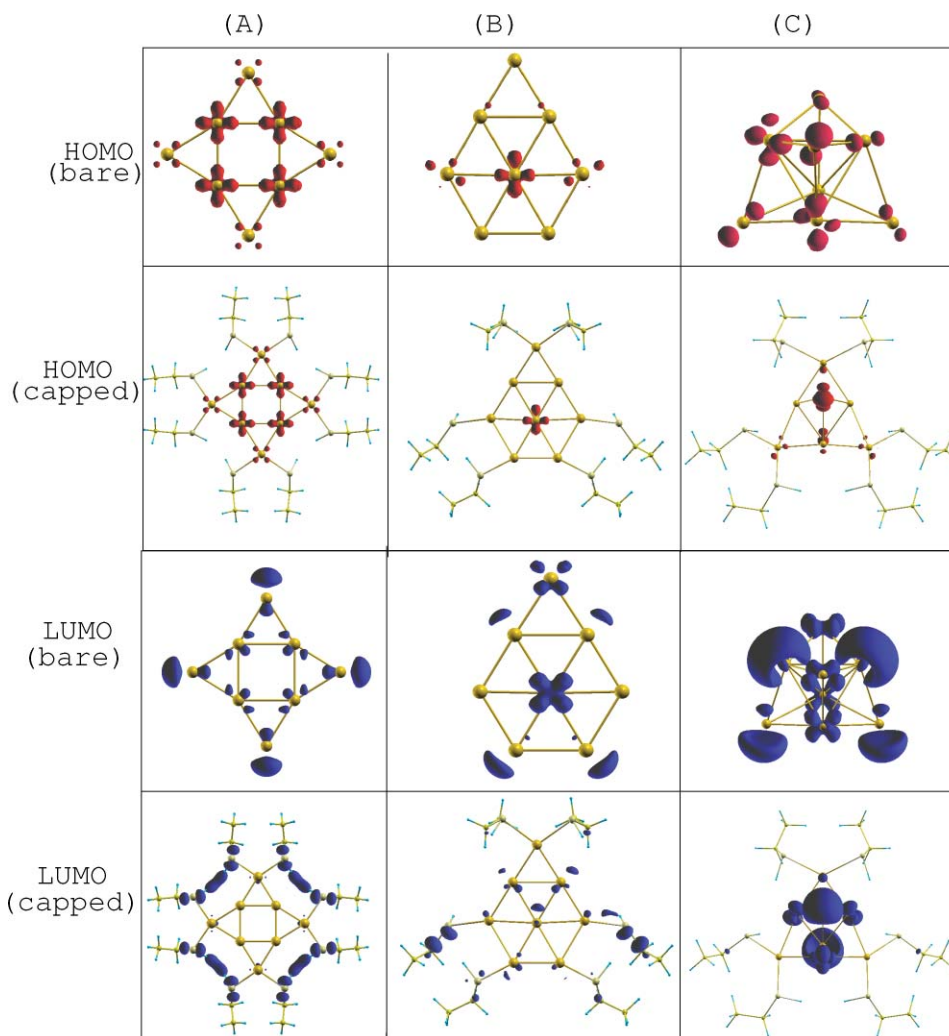 (A) (B) (C)
HOMO
(bare)
HOMO
(capped)
LUMO
(bare)
LUMO
(capped)